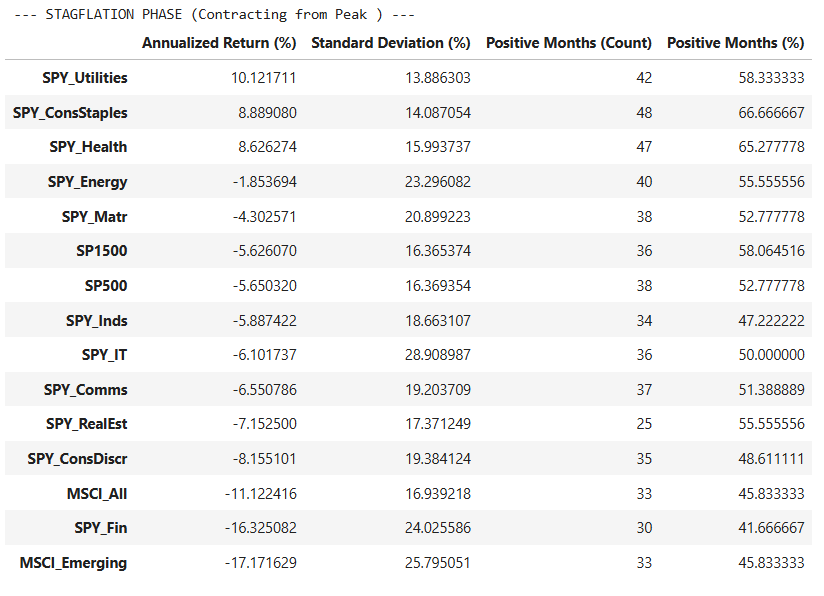 --- STAGFLATION PHASE (Contracting from Peak ) ---
Annualized Return (%) Standard Deviation (%) Positive Months (Count) Positive Months (%)
SPY_Utilities 10.121711 13.886303 42 58.333333
SPY_ConsStaples 8.889080 14.087054 48 66.666667
SPY_Health 8.626274 15.993737 47 65.277778
SPY_Energy -1.853694 23.296082 40 55.555556
SPY_Matr -4.302571 20.899223 38 52.777778
SP1500 -5.626070 16.365374 36 58.064516
SP500 -5.650320 16.369354 38 52.777778
SPY_Inds -5.887422 18.663107 34 47.222222
SPY_IT -6.101737 28.908987 36 50.000000
SPY_Comms -6.550786 19.203709 37 51.388889
SPY_RealEst -7.152500 17.371249 25 55.555556
SPY_ConsDiscr -8.155101 19.384124 35 48.611111
MSCI_All -11.122416 16.939218 33 45.833333
SPY_Fin -16.325082 24.025586 30 41.666667
MSCI_Emerging -17.171629 25.795051 33 45.833333